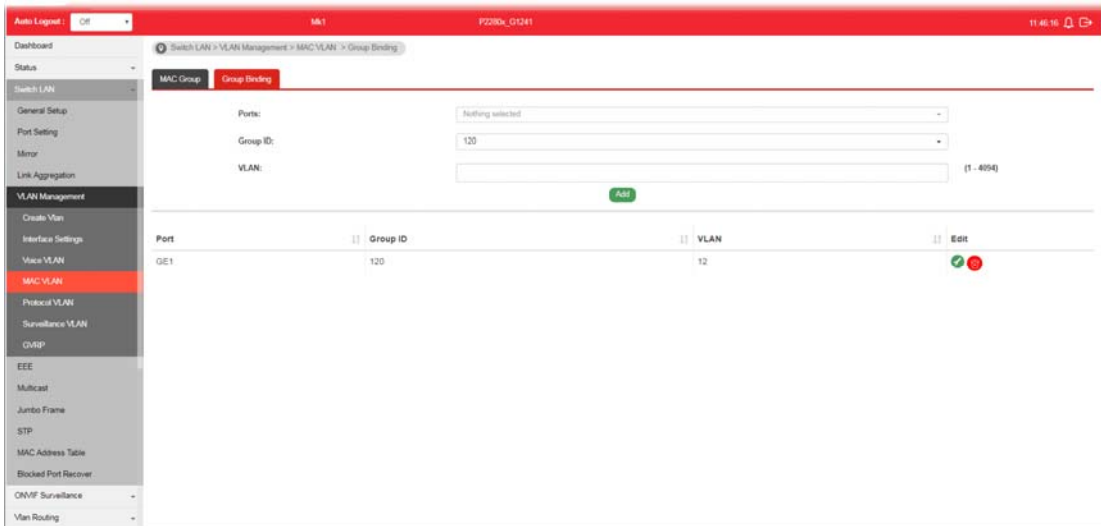 Auto Logout : Off Mk1 P2280x_G1241 11:46:16
Dashboard
Switch LAN > VLAN Management > MAC VLAN > Group Binding
Status
MAC Group Group Binding
Switch LAN
General Setup
Ports: Nothing selected
Port Setting
Group ID: 120
Mirror
Link Aggregation
VLAN: (1 - 4094)
VLAN Management
Add
Create Vlan
Interface Settings
Port Group ID VLAN Edit
Voice VLAN
GE1 120 12
MAC VLAN
Protocol VLAN
Surveillance VLAN
GVRP
EEE
Multicast
Jumbo Frame
STP
MAC Address Table
Blocked Port Recover
ONVIF Surveillance
Vlan Routing